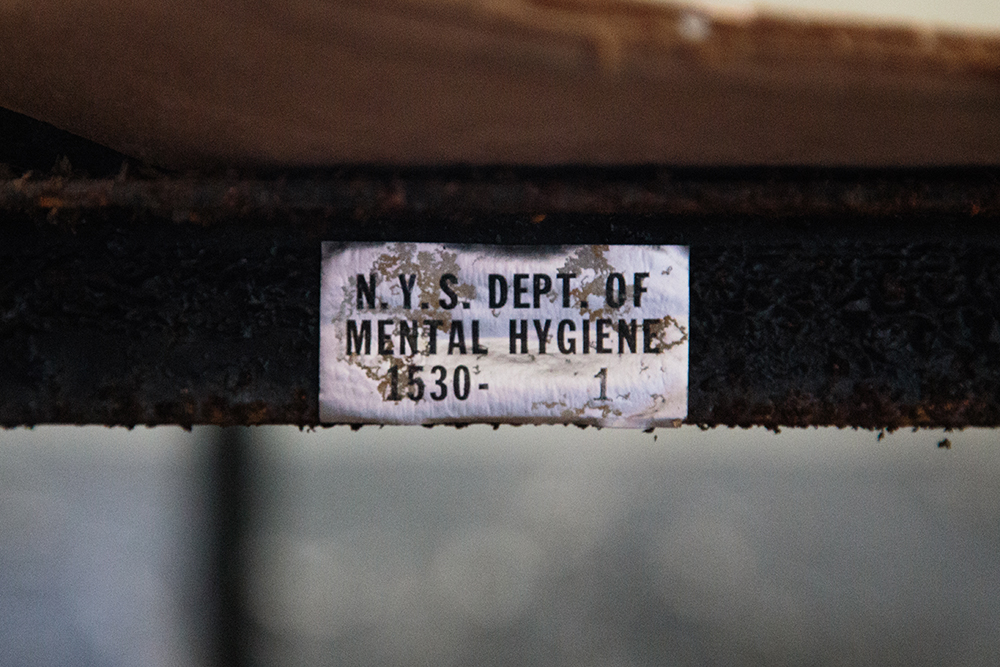 N.Y.S. DEPT. OF
MENTAL HYGIENE
1530- 1